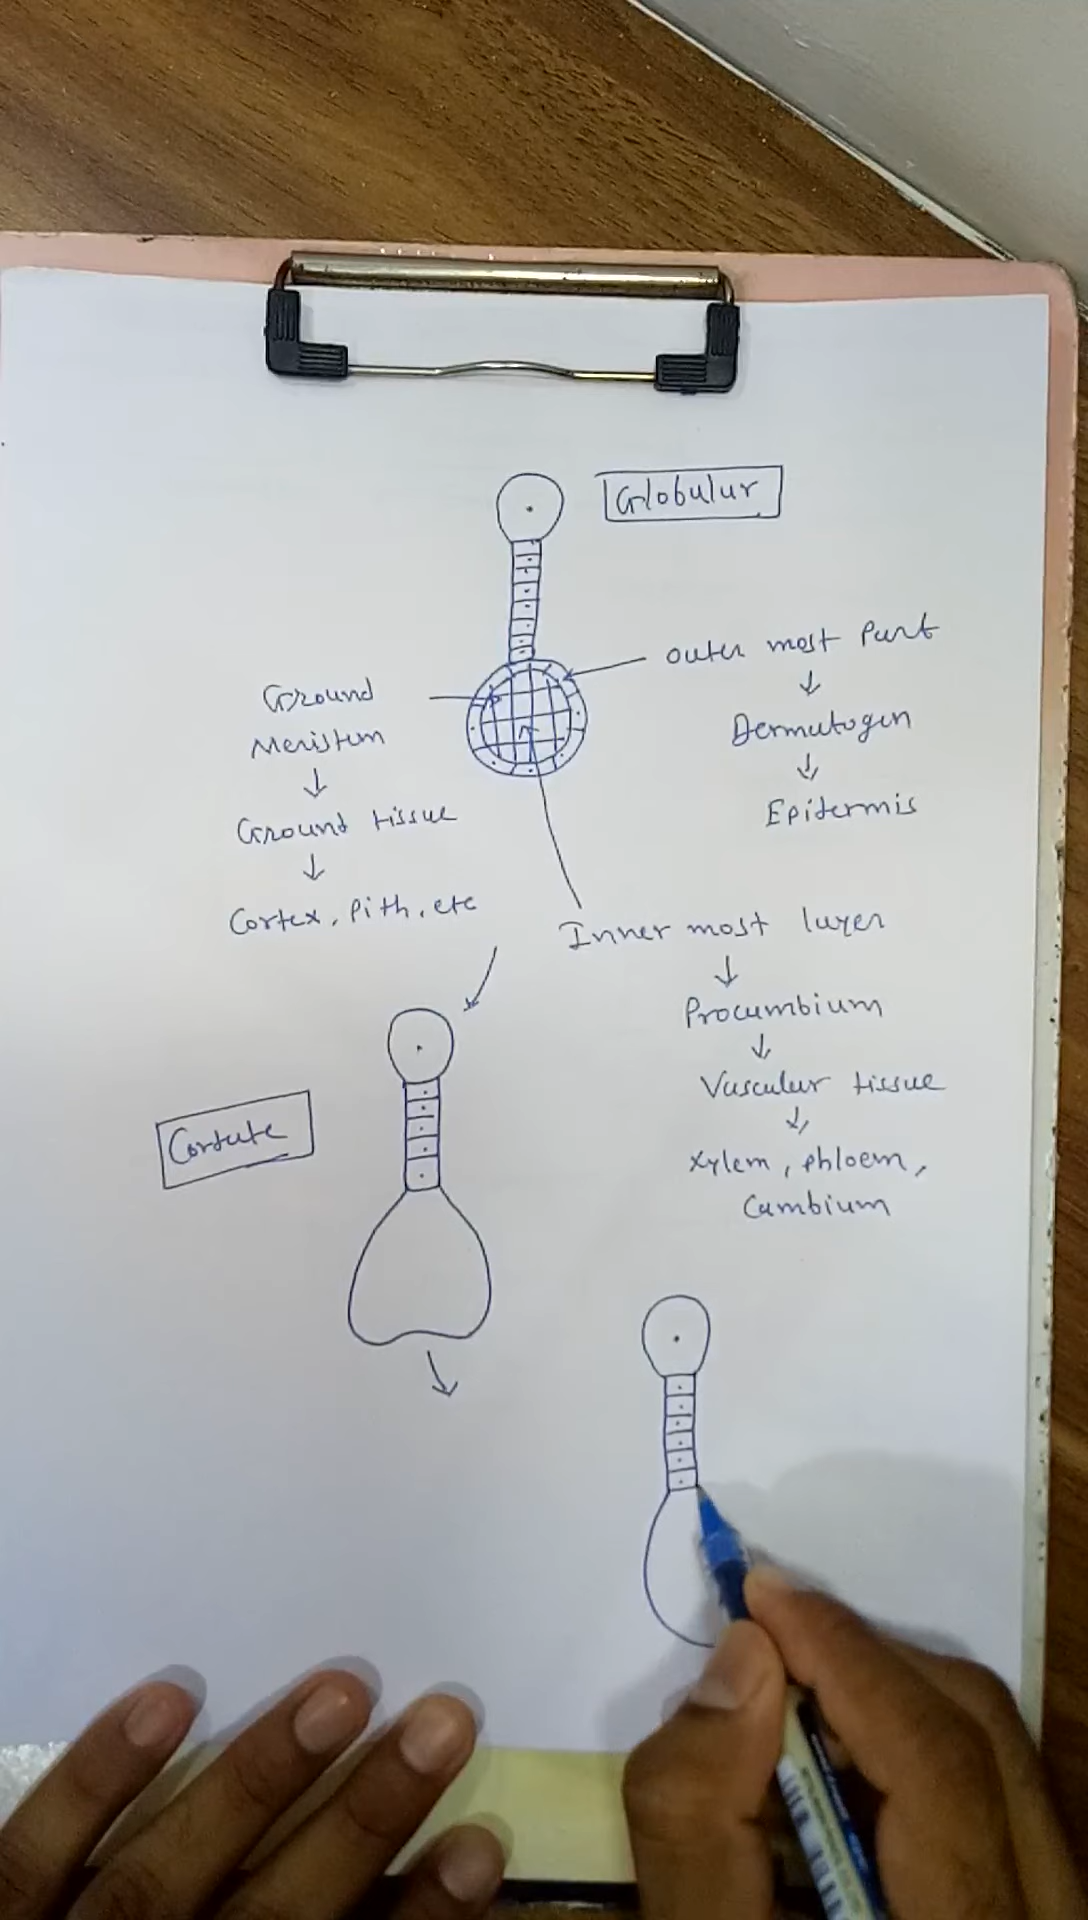 Globular
outer most part
Ground
Meristem
Dermatogen
Ground tissue
Epidermis
Cortex, Pith, etc
Inner most layer
Procambium
Vascular tissue
Cordate
Xylem, phloem,
Cambium